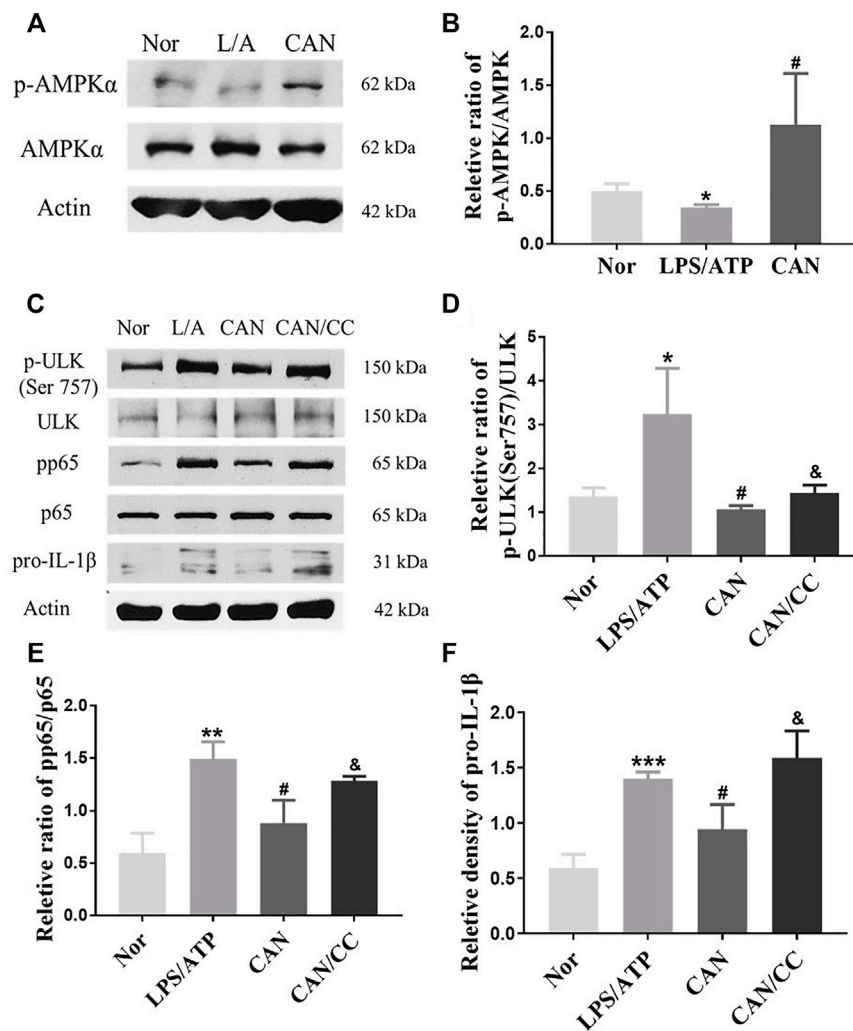 A
Nor L/A CAN
p-AMPKα 62 kDa
AMPKα 62 kDa
Actin 42 kDa
B
Reletive ratio of
p-AMPK/AMPK
2.0
1.5
1.0
0.5
0.0
*
#
Nor LPS/ATP CAN
C
Nor L/A CAN CAN/CC
p-ULK
(Ser 757) 150 kDa
ULK 150 kDa
pp65 65 kDa
p65 65 kDa
pro-IL-1β 31 kDa
Actin 42 kDa
D
Reletive ratio of
p-ULK(Ser757)/ULK
5
4
3
2
1
0
*
#
&
Nor LPS/ATP CAN CAN/CC
E
Reletive ratio of pp65/p65
2.0
1.5
1.0
0.5
0.0
**
#
&
Nor LPS/ATP CAN CAN/CC
F
Reletive density of pro-IL-1β
2.0
1.5
1.0
0.5
0.0
***
#
&
Nor LPS/ATP CAN CAN/CC